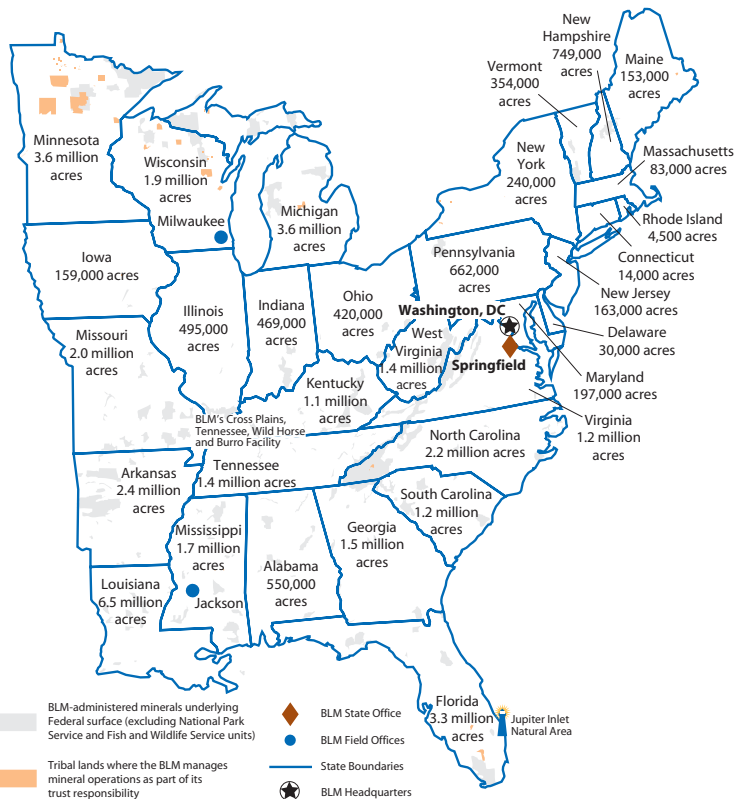 New
Hampshire
749,000
acres
Maine
153,000
acres
Vermont
354,000
acres
Minnesota
3.6 million
acres
Wisconsin
1.9 million
acres
Milwaukee
Michigan
3.6 million
acres
New
York
240,000
acres
Massachusetts
83,000 acres
Rhode Island
4,500 acres
Connecticut
14,000 acres
New Jersey
163,000 acres
Delaware
30,000 acres
Maryland
197,000 acres
Virginia
1.2 million
acres
Iowa
159,000 acres
Illinois
495,000
acres
Indiana
469,000
acres
Ohio
420,000
acres
Pennsylvania
662,000
acres
Washington, DC
Springfield
West
Virginia
1.4 million
acres
Missouri
2.0 million
acres
Kentucky
1.1 million
acres
BLM's Cross Plains,
Tennessee, Wild Horse
and Burro Facility
Tennessee
1.4 million acres
North Carolina
2.2 million acres
Arkansas
2.4 million
acres
South Carolina
1.2 million
acres
Mississippi
1.7 million
acres
Jackson
Alabama
550,000
acres
Georgia
1.5 million
acres
Louisiana
6.5 million
acres
Florida
3.3 million
acres
Jupiter Inlet
Natural Area
BLM-administered minerals underlying
Federal surface (excluding National Park
Service and Fish and Wildlife Service units)
Tribal lands where the BLM manages
mineral operations as part of its
trust responsibility
BLM State Office
BLM Field Offices
State Boundaries
BLM Headquarters